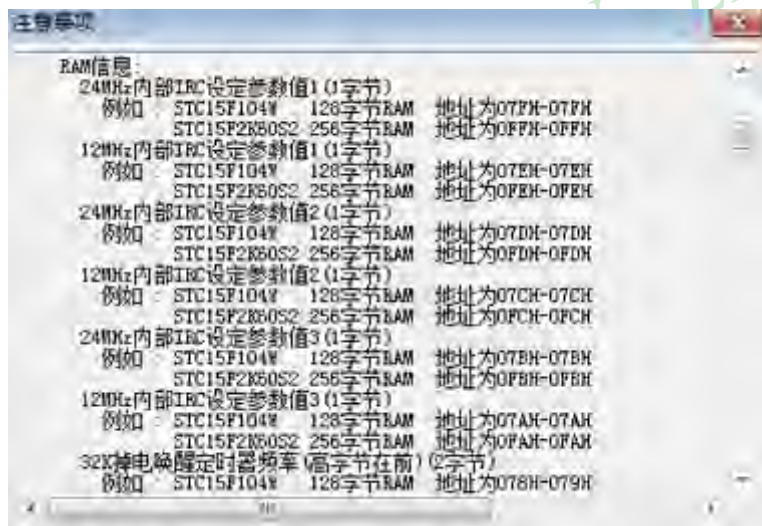 注意事项
RAM信息:
24MHz内部IRC设定参数值1(1字节)
例如 : STC15F104W 128字节RAM 地址为07FH-07FH
STC15F2K60S2 256字节RAM 地址为0FFH-0FFH
12MHz内部IRC设定参数值1(1字节)
例如 : STC15F104W 128字节RAM 地址为07EH-07EH
STC15F2K60S2 256字节RAM 地址为0FEH-0FEH
24MHz内部IRC设定参数值2(1字节)
例如 : STC15F104W 128字节RAM 地址为07DH-07DH
STC15F2K60S2 256字节RAM 地址为0FDH-0FDH
12MHz内部IRC设定参数值2(1字节)
例如 : STC15F104W 128字节RAM 地址为07CH-07CH
STC15F2K60S2 256字节RAM 地址为0FCH-0FCH
24MHz内部IRC设定参数值3(1字节)
例如 : STC15F104W 128字节RAM 地址为07BH-07BH
STC15F2K60S2 256字节RAM 地址为0FBH-0FBH
12MHz内部IRC设定参数值3(1字节)
例如 : STC15F104W 128字节RAM 地址为07AH-07AH
STC15F2K60S2 256字节RAM 地址为0FAH-0FAH
32K掉电唤醒定时器频率(高字节在前)(2字节)
例如 : STC15F104W 128字节RAM 地址为078H-079H